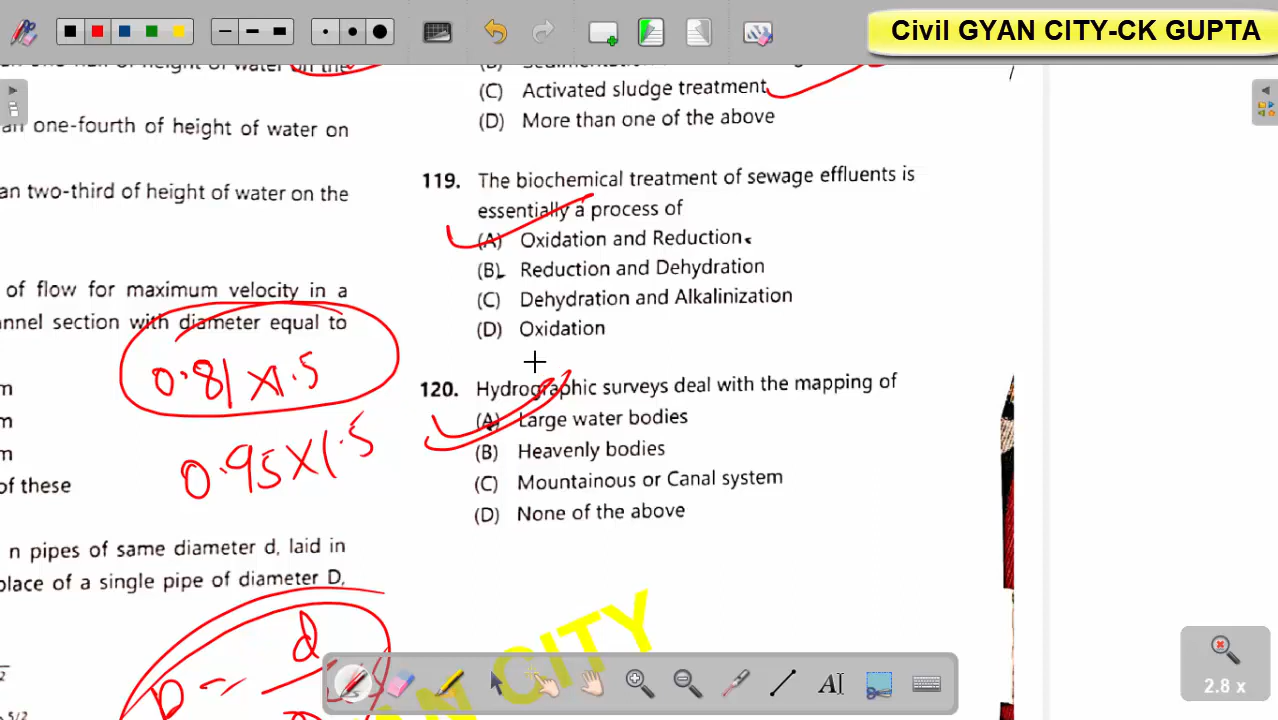 Civil GYAN CITY-CK GUPTA
an one-fourth of height of water on
an two-third of height of water on the
of flow for maximum velocity in a
annel section with diameter equal to
0.81 x 1.5
m
m
0.95 x 1.5
m
of these
n pipes of same diameter d, laid in
place of a single pipe of diameter D,
d
D =
(C) Activated sludge treatment
(D) More than one of the above
119. The biochemical treatment of sewage effluents is
essentially a process of
(A) Oxidation and Reduction
(B) Reduction and Dehydration
(C) Dehydration and Alkalinization
(D) Oxidation
120. Hydrographic surveys deal with the mapping of
(A) Large water bodies
(B) Heavenly bodies
(C) Mountainous or Canal system
(D) None of the above
AN CITY
2.8 x